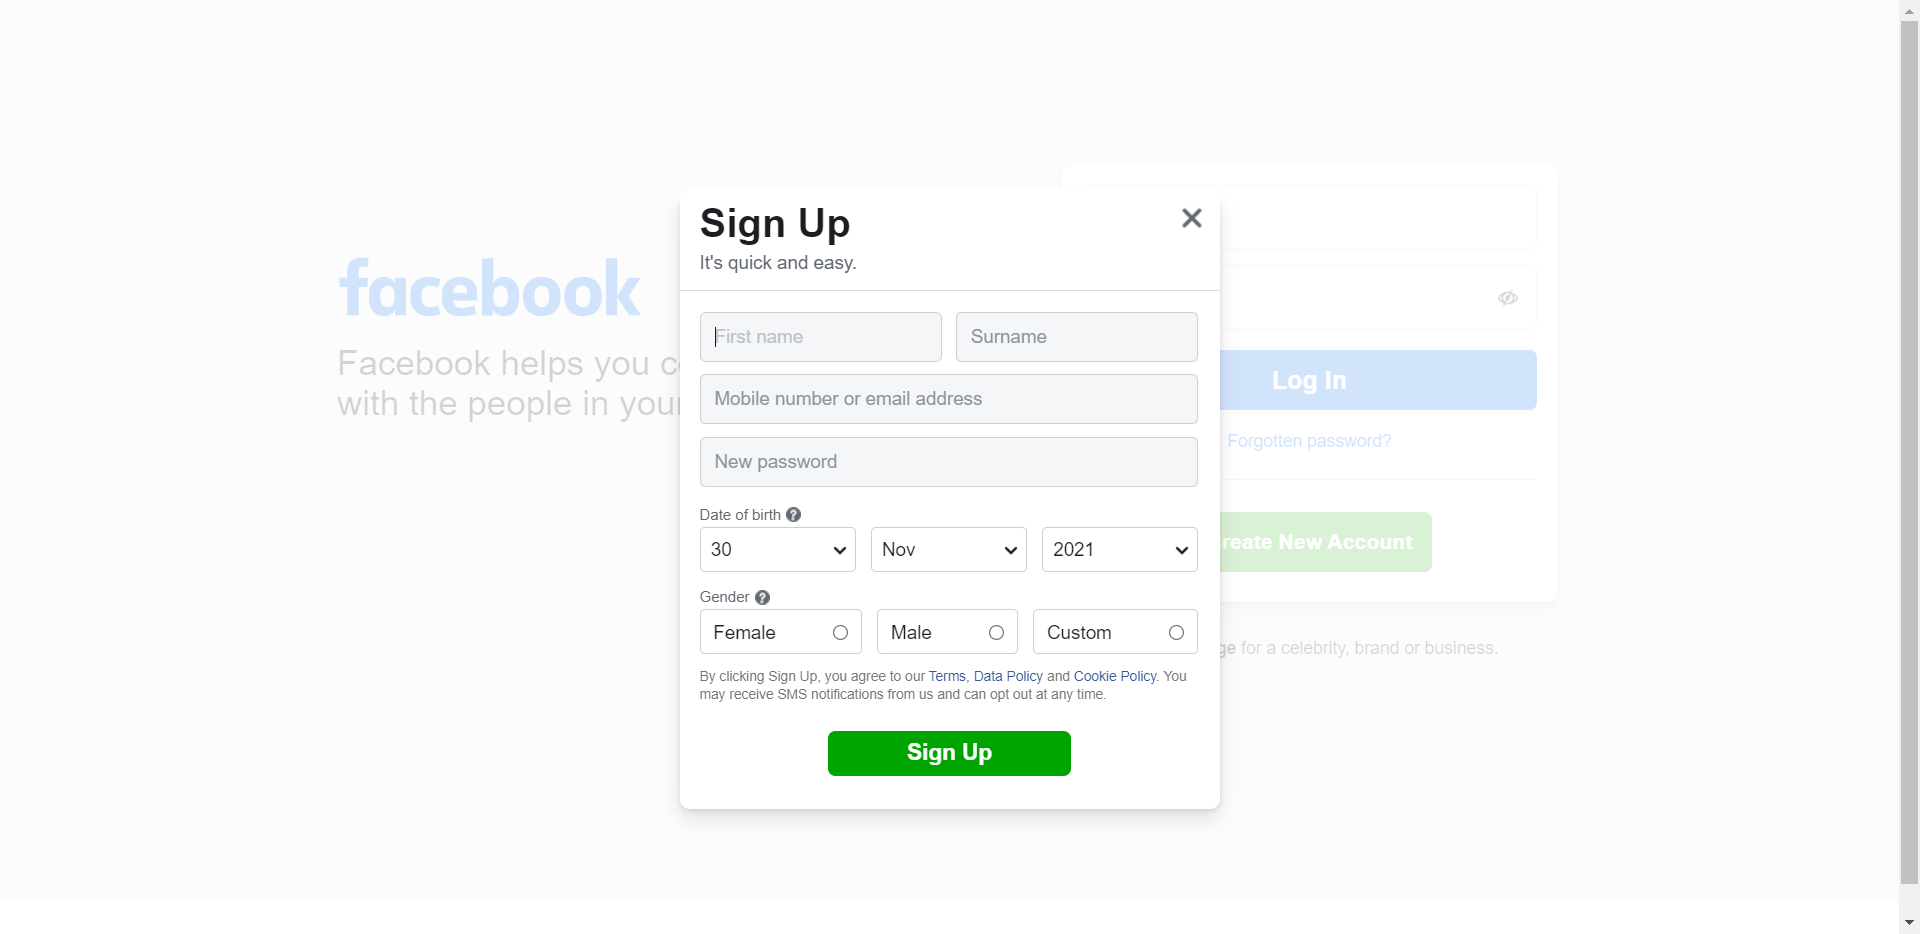 facebook
Facebook helps you c
with the people in your
Sign Up
It's quick and easy.
First name
Surname
Mobile number or email address
New password
Date of birth ?
30
Nov
2021
Gender ?
Female
Male
Custom
By clicking Sign Up, you agree to our Terms, Data Policy and Cookie Policy. You
may receive SMS notifications from us and can opt out at any time.
Sign Up
Log In
Forgotten password?
reate New Account
ge for a celebrity, brand or business.